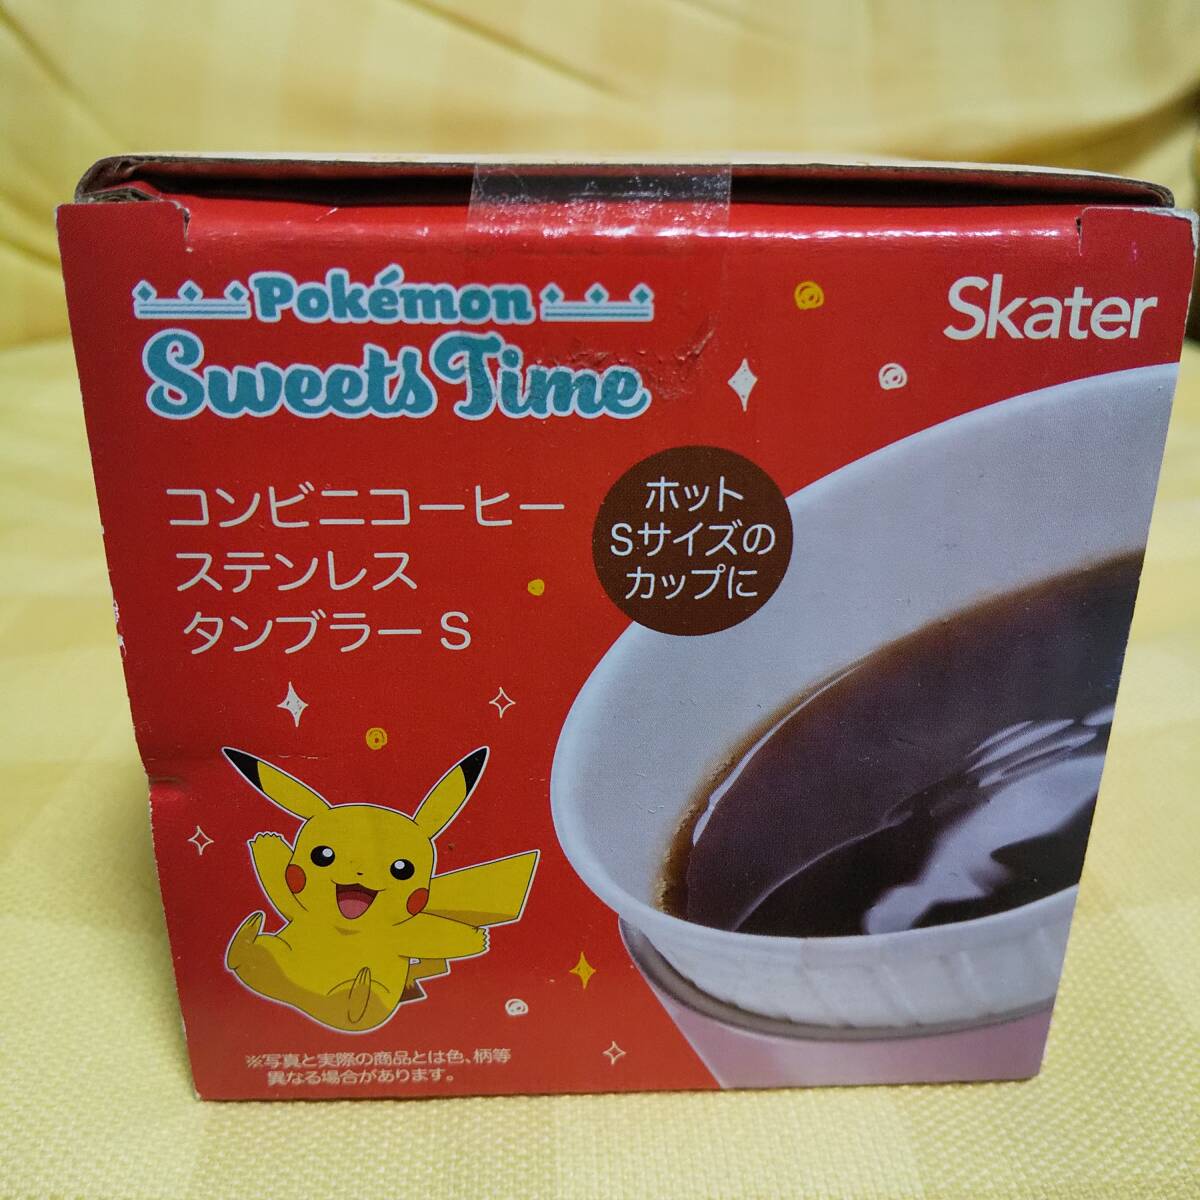 Pokémon
Sweets Time
Skater
コンビニコーヒー
ステンレス
タンブラー S
ホット
Sサイズの
カップに
※写真と実際の商品とは色、柄等
異なる場合があります。